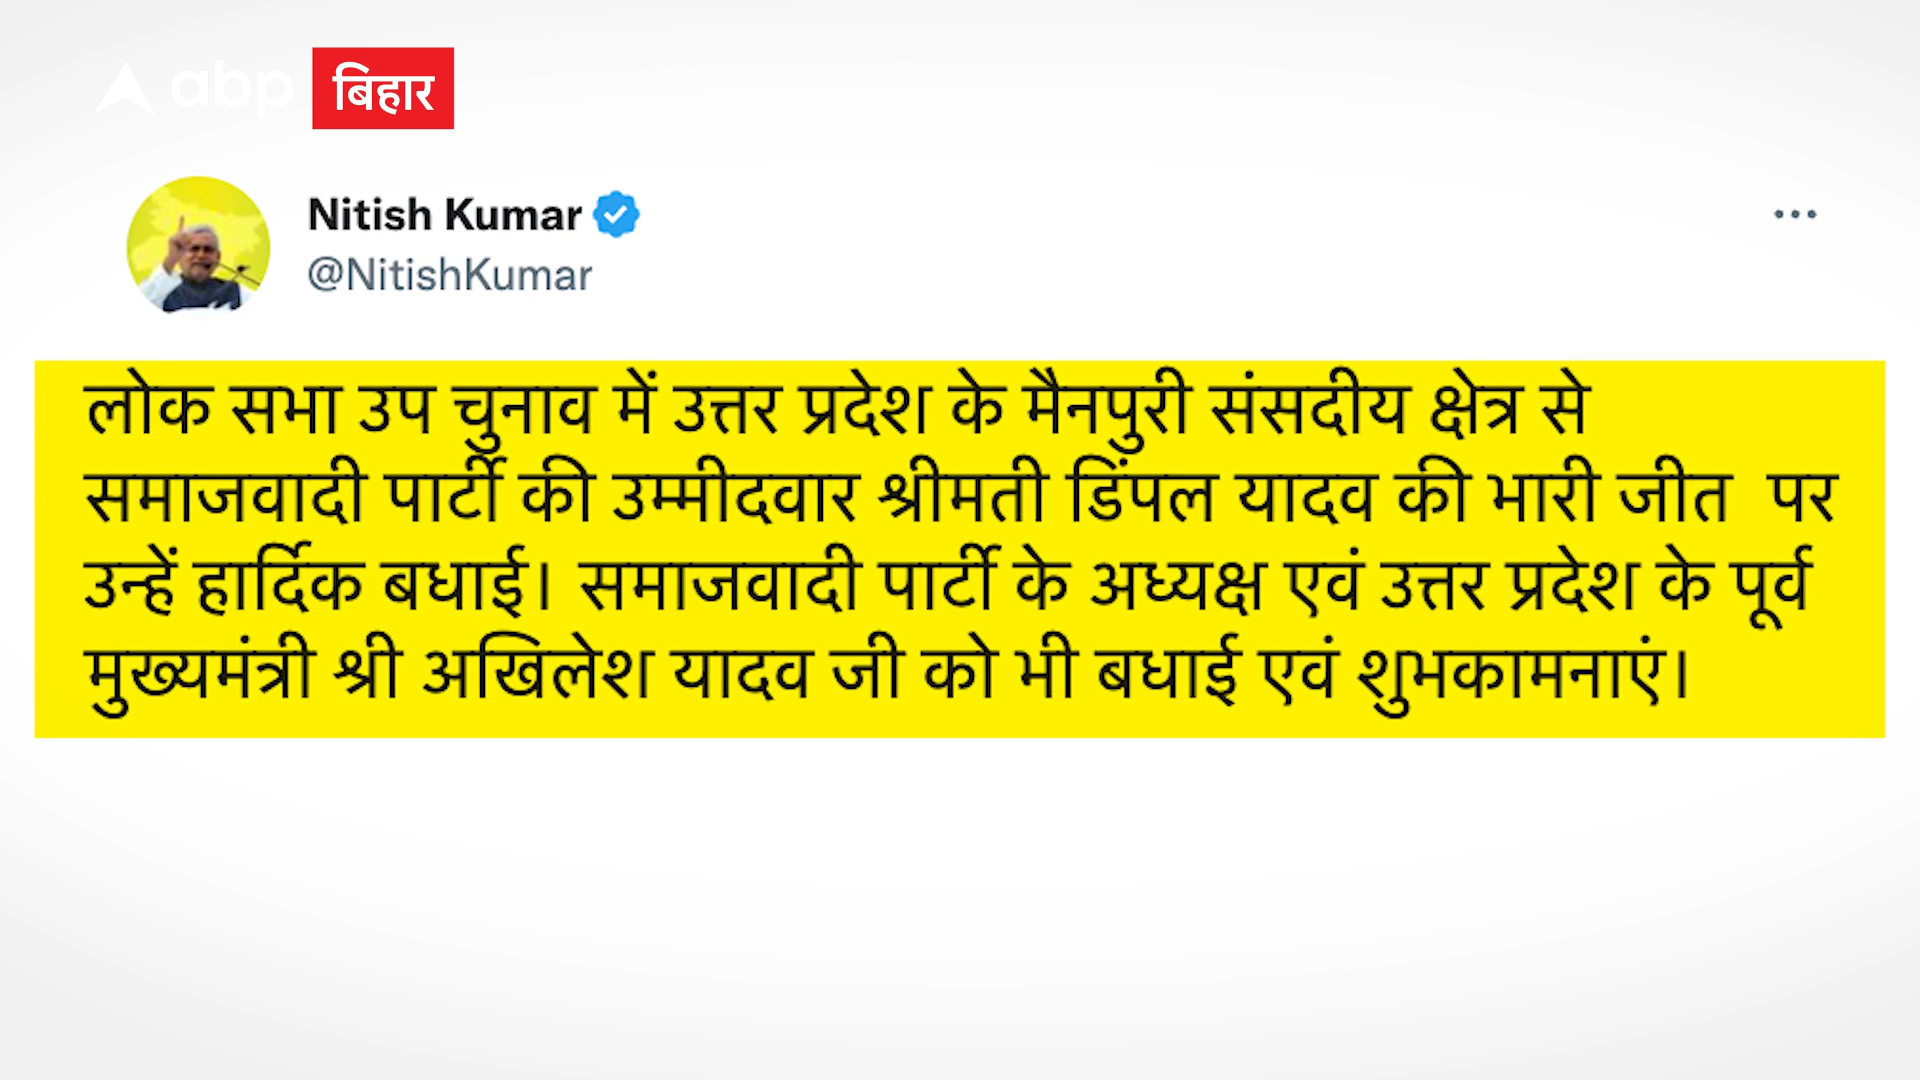 abp बिहार
Nitish Kumar
@NitishKumar
लोक सभा उप चुनाव में उत्तर प्रदेश के मैनपुरी संसदीय क्षेत्र से
समाजवादी पार्टी की उम्मीदवार श्रीमती डिंपल यादव की भारी जीत पर
उन्हें हार्दिक बधाई। समाजवादी पार्टी के अध्यक्ष एवं उत्तर प्रदेश के पूर्व
मुख्यमंत्री श्री अखिलेश यादव जी को भी बधाई एवं शुभकामनाएं।